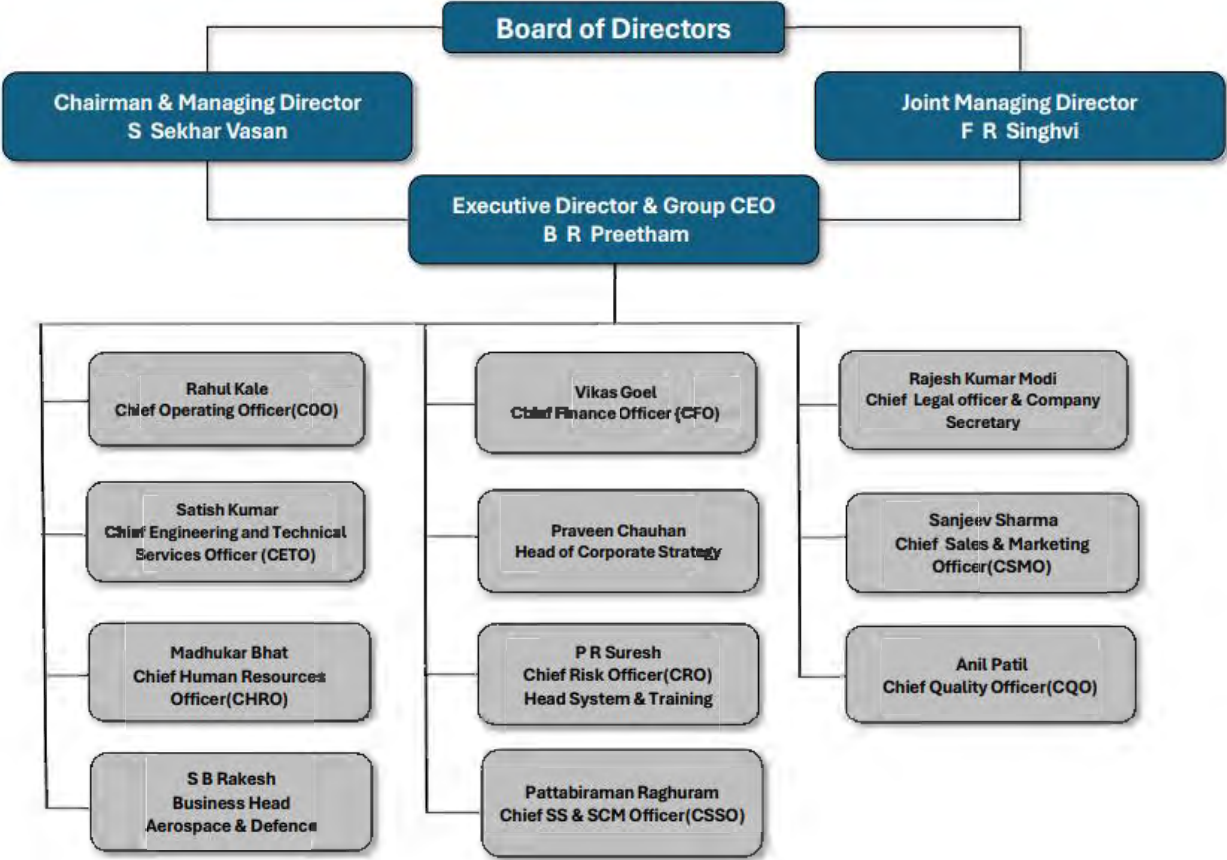 Board of Directors
Chairman & Managing Director
S Sekhar Vasan
Joint Managing Director
F R Singhvi
Executive Director & Group CEO
B R Preetham
Rahul Kale
Chief Operating Officer(COO)
Vikas Goel
Chief Finance Officer (CFO)
Rajesh Kumar Modi
Chief Legal officer & Company
Secretary
Satish Kumar
Chief Engineering and Technical
Services Officer (CETO)
Praveen Chauhan
Head of Corporate Strategy
Sanjeev Sharma
Chief Sales & Marketing
Officer(CSMO)
Madhukar Bhat
Chief Human Resources
Officer(CHRO)
P R Suresh
Chief Risk Officer(CRO)
Head System & Training
Anil Patil
Chief Quality Officer(CQO)
S B Rakesh
Business Head
Aerospace & Defence
Pattabiraman Raghuram
Chief SS & SCM Officer(CSSO)